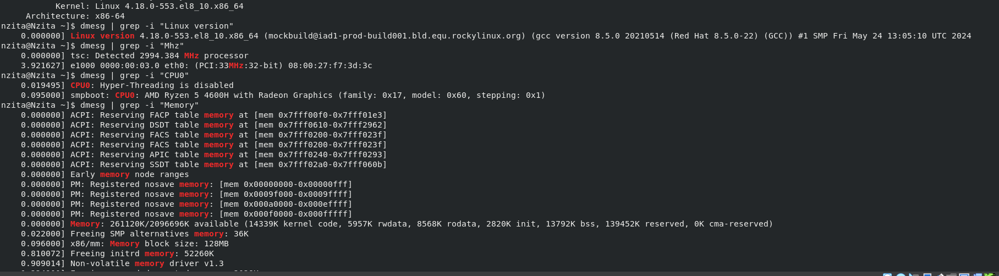 Kernel: Linux 4.18.0-553.el8_10.x86_64
Architecture: x86-64
nzita@Nzita ~]$ dmesg | grep -i "Linux version"
0.000000] Linux version 4.18.0-553.el8_10.x86_64 (mockbuild@iad1-prod-build001.bld.equ.rockylinux.org) (gcc version 8.5.0 20210514 (Red Hat 8.5.0-22) (GCC)) #1 SMP Fri May 24 13:05:10 UTC 2024
nzita@Nzita ~]$ dmesg | grep -i "Mhz"
0.000000] tsc: Detected 2994.384 MHz processor
3.921627] e1000 0000:00:03.0 eth0: (PCI:33MHz:32-bit) 08:00:27:f7:3d:3c
nzita@Nzita ~]$ dmesg | grep -i "CPU0"
0.019495] CPU0: Hyper-Threading is disabled
0.095000] smpboot: CPU0: AMD Ryzen 5 4600H with Radeon Graphics (family: 0x17, model: 0x60, stepping: 0x1)
nzita@Nzita ~]$ dmesg | grep -i "Memory"
0.000000] ACPI: Reserving FACP table memory at [mem 0x7fff00f0-0x7fff01e3]
0.000000] ACPI: Reserving DSDT table memory at [mem 0x7fff0610-0x7fff2962]
0.000000] ACPI: Reserving FACS table memory at [mem 0x7fff0200-0x7fff023f]
0.000000] ACPI: Reserving FACS table memory at [mem 0x7fff0200-0x7fff023f]
0.000000] ACPI: Reserving APIC table memory at [mem 0x7fff0240-0x7fff0293]
0.000000] ACPI: Reserving SSDT table memory at [mem 0x7fff02a0-0x7fff060b]
0.000000] Early memory node ranges
0.000000] PM: Registered nosave memory: [mem 0x00000000-0x00000fff]
0.000000] PM: Registered nosave memory: [mem 0x0009f000-0x0009ffff]
0.000000] PM: Registered nosave memory: [mem 0x000a0000-0x000effff]
0.000000] PM: Registered nosave memory: [mem 0x000f0000-0x000fffff]
0.000000] Memory: 261120K/2096696K available (14339K kernel code, 5957K rwdata, 8568K rodata, 2820K init, 13792K bss, 139452K reserved, 0K cma-reserved)
0.022000] Freeing SMP alternatives memory: 36K
0.096000] x86/mm: Memory block size: 128MB
0.810072] Freeing initrd memory: 52260K
0.909014] Non-volatile memory driver v1.3